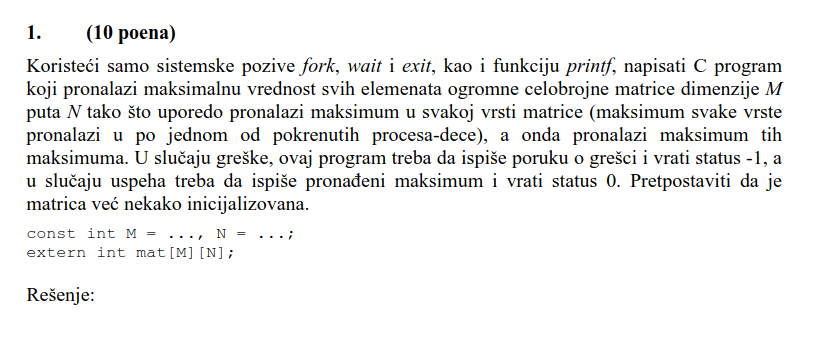 1. (10 poena)
Koristeći samo sistemske pozive fork, wait i exit, kao i funkciju printf, napisati C program
koji pronalazi maksimalnu vrednost svih elemenata ogromne celobrojne matrice dimenzije M
puta N tako što uporedo pronalazi maksimum u svakoj vrsti matrice (maksimum svake vrste
pronalazi u po jednom od pokrenutih procesa-dece), a onda pronalazi maksimum tih
maksimuma. U slučaju greške, ovaj program treba da ispiše poruku o grešci i vrati status -1, a
u slučaju uspeha treba da ispiše pronađeni maksimum i vrati status 0. Pretpostaviti da je
matrica već nekako inicijalizovana.
const int M = ..., N = ...;
extern int mat[M][N];
Rešenje: